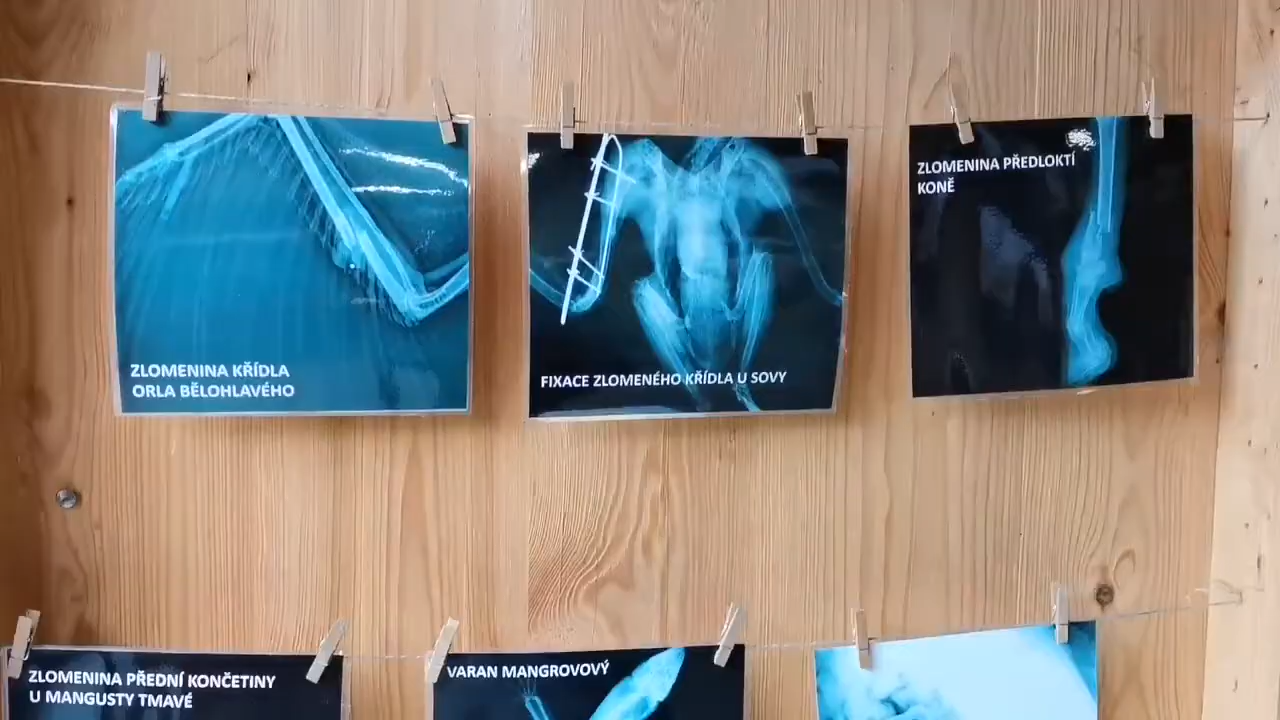 ZLOMENINA KŘÍDLA
ORLA BĚLOHLAVÉHO
FIXACE ZLOMENÉHO KŘÍDLA U SOVY
ZLOMENINA PŘEDLOKTÍ
KONĚ
ZLOMENINA PŘEDNÍ KONČETINY
U MANGUSTY TMAVÉ
VARAN MANGROVOVÝ